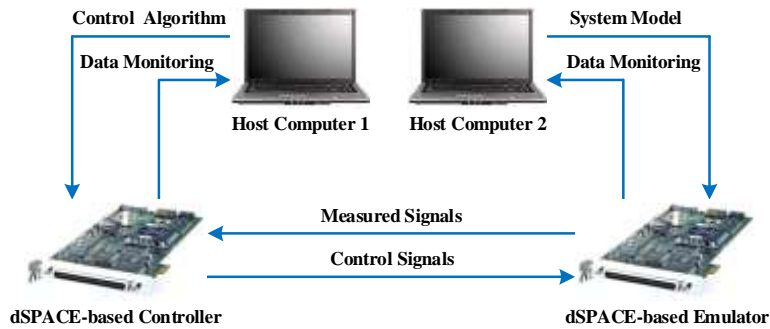 Control Algorithm
System Model
Data Monitoring
Data Monitoring
Host Computer 1
Host Computer 2
Measured Signals
Control Signals
dSPACE-based Controller
dSPACE-based Emulator